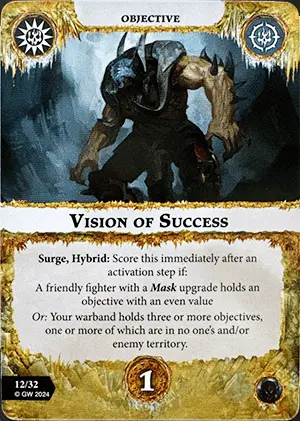 OBJECTIVE
VISION OF SUCCESS
Surge, Hybrid: Score this immediately after an
activation step if:
A friendly fighter with a Mask upgrade holds an
objective with an even value
Or: Your warband holds three or more objectives,
one or more of which are in no one's and/or
enemy territory.
12/32
© GW 2024
1